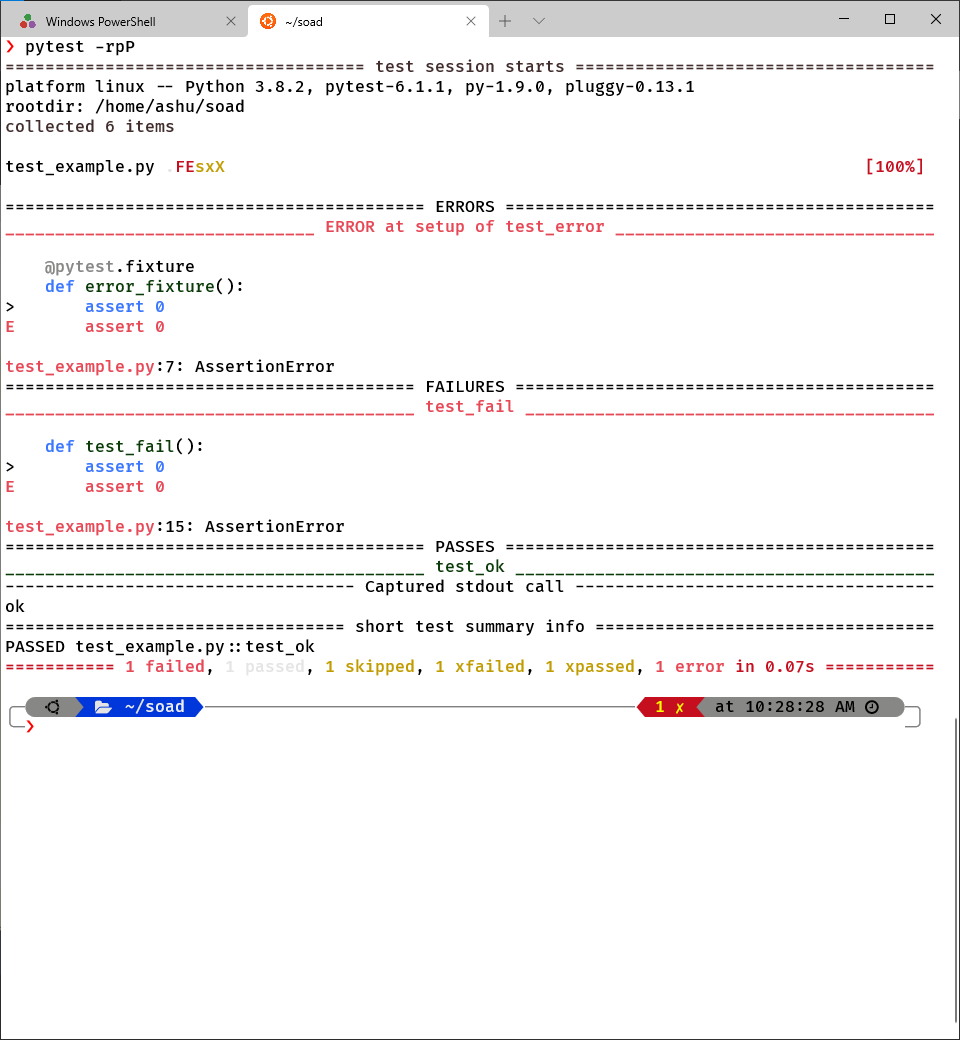 Windows PowerShell
~/soad
❯ pytest -rpP
==================================== test session starts ====================================
platform linux -- Python 3.8.2, pytest-6.1.1, py-1.9.0, pluggy-0.13.1
rootdir: /home/ashu/soad
collected 6 items
test_example.py .FEsxX [100%]
========================================== ERRORS ===========================================
_______________________________ ERROR at setup of test_error ________________________________
@pytest.fixture
def error_fixture():
> assert 0
E assert 0
test_example.py:7: AssertionError
========================================= FAILURES ==========================================
_________________________________________ test_fail _________________________________________
def test_fail():
> assert 0
E assert 0
test_example.py:15: AssertionError
========================================== PASSES ===========================================
__________________________________________ test_ok __________________________________________
----------------------------------- Captured stdout call ------------------------------------
ok
================================== short test summary info ==================================
PASSED test_example.py::test_ok
=========== 1 failed, 1 passed, 1 skipped, 1 xfailed, 1 xpassed, 1 error in 0.07s ===========
~/soad 1 ✗ at 10:28:28 AM
❯